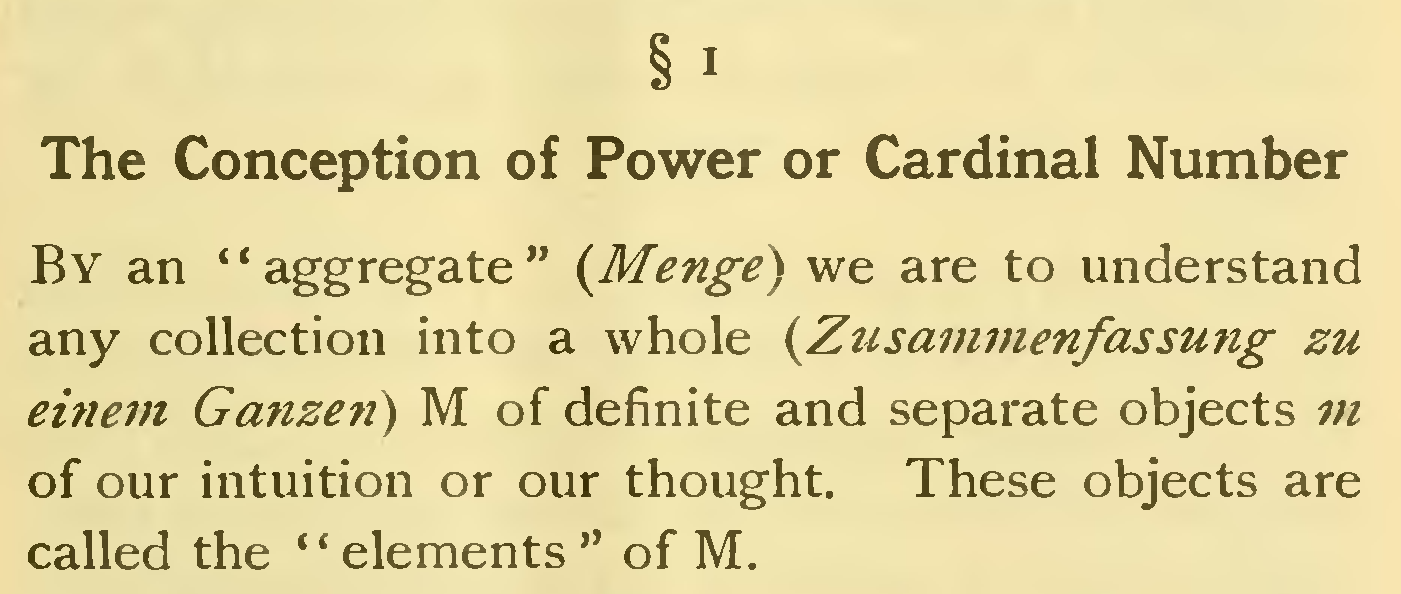 § 1
The Conception of Power or Cardinal Number
By an "aggregate" (Menge) we are to understand
any collection into a whole (Zusammenfassung zu
einem Ganzen) M of definite and separate objects m
of our intuition or our thought. These objects are
called the "elements" of M.